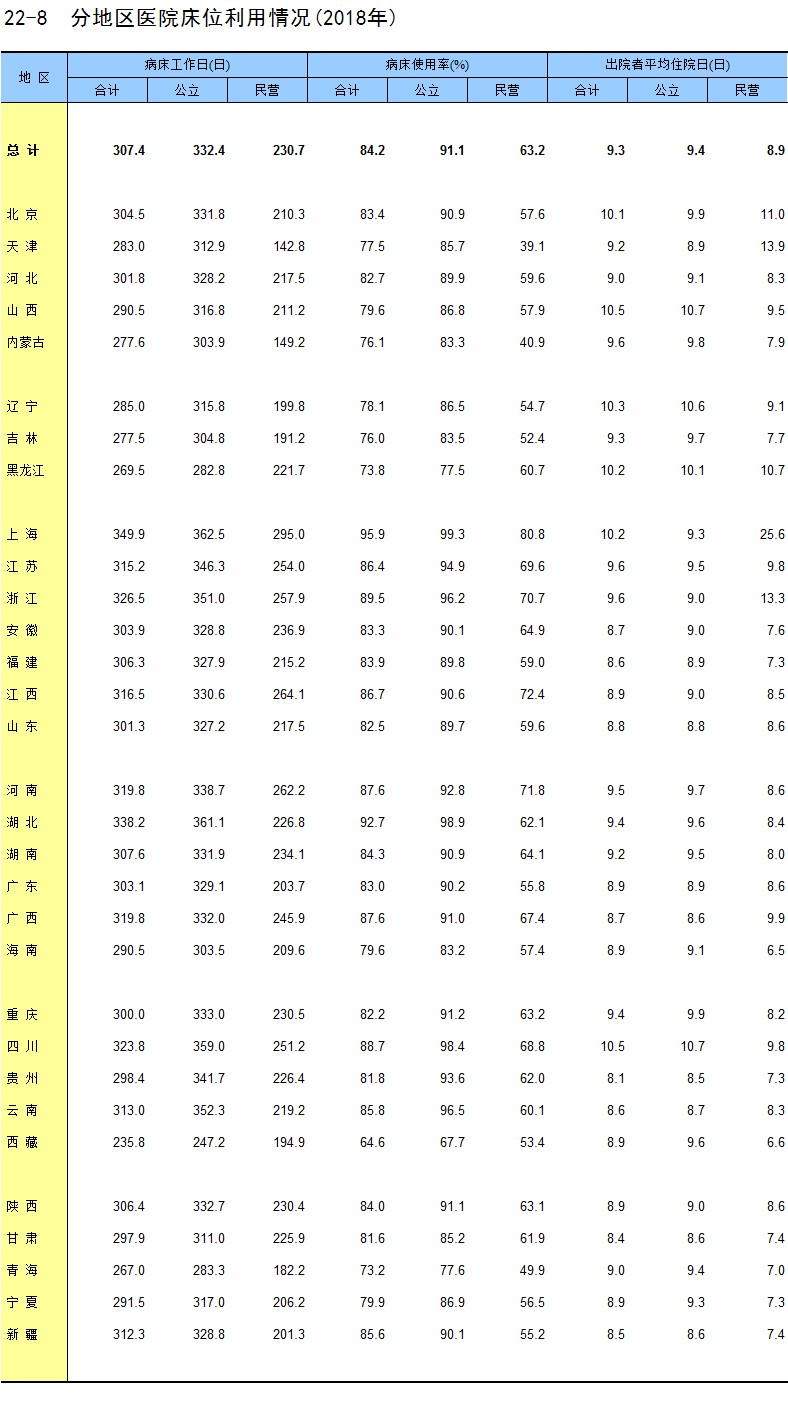 22-8 分地区医院床位利用情况(2018年)
地 区 病床工作日(日) 病床使用率(%) 出院者平均住院日(日)
合计 公立 民营 合计 公立 民营 合计 公立 民营
总 计 307.4 332.4 230.7 84.2 91.1 63.2 9.3 9.4 8.9
北 京 304.5 331.8 210.3 83.4 90.9 57.6 10.1 9.9 11.0
天 津 283.0 312.9 142.8 77.5 85.7 39.1 9.2 8.9 13.9
河 北 301.8 328.2 217.5 82.7 89.9 59.6 9.0 9.1 8.3
山 西 290.5 316.8 211.2 79.6 86.8 57.9 10.5 10.7 9.5
内蒙古 277.6 303.9 149.2 76.1 83.3 40.9 9.6 9.8 7.9
辽 宁 285.0 315.8 199.8 78.1 86.5 54.7 10.3 10.6 9.1
吉 林 277.5 304.8 191.2 76.0 83.5 52.4 9.3 9.7 7.7
黑龙江 269.5 282.8 221.7 73.8 77.5 60.7 10.2 10.1 10.7
上 海 349.9 362.5 295.0 95.9 99.3 80.8 10.2 9.3 25.6
江 苏 315.2 346.3 254.0 86.4 94.9 69.6 9.6 9.5 9.8
浙 江 326.5 351.0 257.9 89.5 96.2 70.7 9.6 9.0 13.3
安 徽 303.9 328.8 236.9 83.3 90.1 64.9 8.7 9.0 7.6
福 建 306.3 327.9 215.2 83.9 89.8 59.0 8.6 8.9 7.3
江 西 316.5 330.6 264.1 86.7 90.6 72.4 8.9 9.0 8.5
山 东 301.3 327.2 217.5 82.5 89.7 59.6 8.8 8.8 8.6
河 南 319.8 338.7 262.2 87.6 92.8 71.8 9.5 9.7 8.6
湖 北 338.2 361.1 226.8 92.7 98.9 62.1 9.4 9.6 8.4
湖 南 307.6 331.9 234.1 84.3 90.9 64.1 9.2 9.5 8.0
广 东 303.1 329.1 203.7 83.0 90.2 55.8 8.9 8.9 8.6
广 西 319.8 332.0 245.9 87.6 91.0 67.4 8.7 8.6 9.9
海 南 290.5 303.5 209.6 79.6 83.2 57.4 8.9 9.1 6.5
重 庆 300.0 333.0 230.5 82.2 91.2 63.2 9.4 9.9 8.2
四 川 323.8 359.0 251.2 88.7 98.4 68.8 10.5 10.7 9.8
贵 州 298.4 341.7 226.4 81.8 93.6 62.0 8.1 8.5 7.3
云 南 313.0 352.3 219.2 85.8 96.5 60.1 8.6 8.7 8.3
西 藏 235.8 247.2 194.9 64.6 67.7 53.4 8.9 9.6 6.6
陕 西 306.4 332.7 230.4 84.0 91.1 63.1 8.9 9.0 8.6
甘 肃 297.9 311.0 225.9 81.6 85.2 61.9 8.4 8.6 7.4
青 海 267.0 283.3 182.2 73.2 77.6 49.9 9.0 9.4 7.0
宁 夏 291.5 317.0 206.2 79.9 86.9 56.5 8.9 9.3 7.3
新 疆 312.3 328.8 201.3 85.6 90.1 55.2 8.5 8.6 7.4